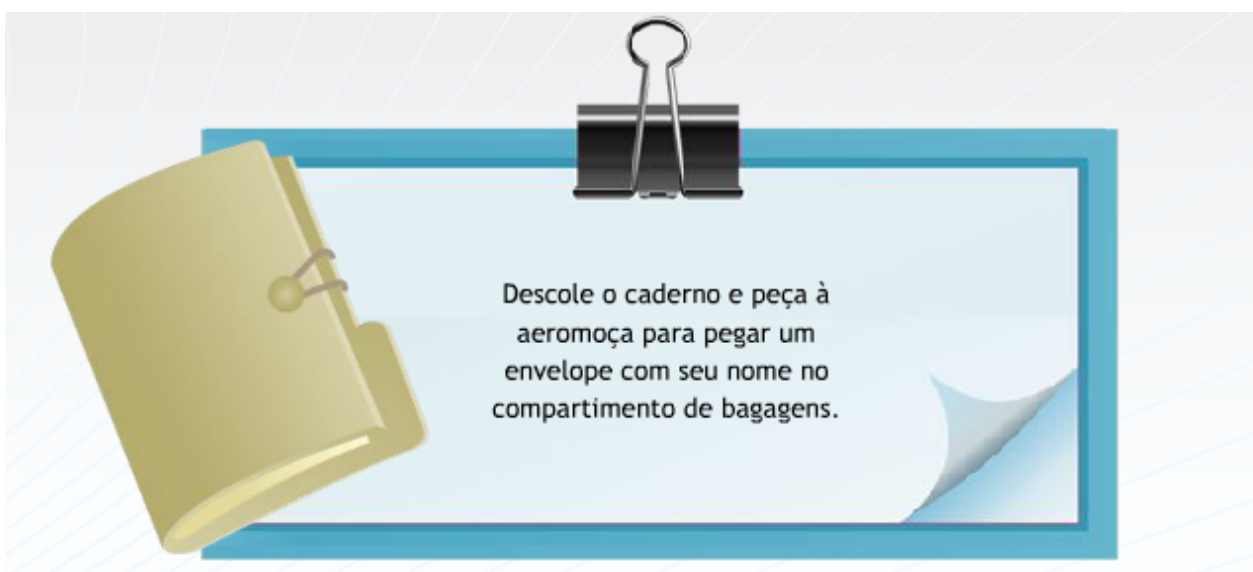 Descole o caderno e peça à
aeromoça para pegar um
envelope com seu nome no
compartimento de bagagens.